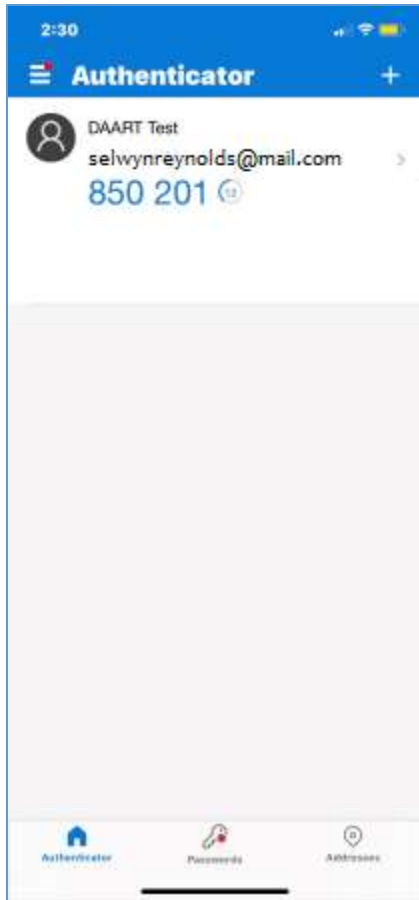 2:30
Authenticator +
DAART Test
selwynreynolds@mail.com
850 201
Authenticator Passwords Addresses